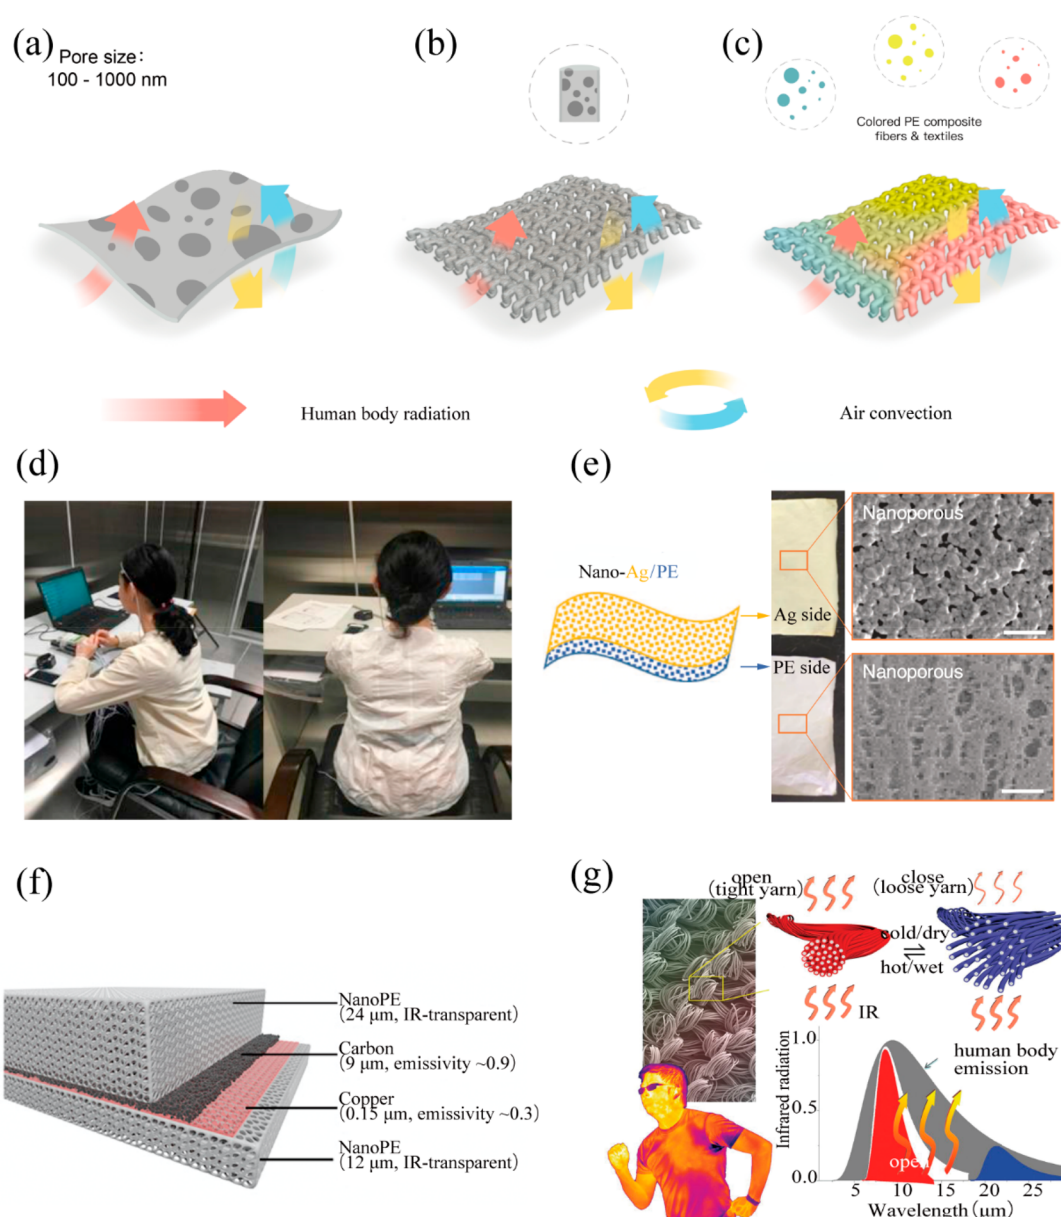 (a)
Pore size:
100 - 1000 nm
(b)
(c)
Colored PE composite
fibers & textiles
Human body radiation
Air convection
(d)
(e)
Nano-Ag/PE
Ag side
PE side
Nanoporous
Nanoporous
(f)
NanoPE
(24 μm, IR-transparent)
Carbon
(9 μm, emissivity ~0.9)
Copper
(0.15 μm, emissivity ~0.3)
NanoPE
(12 μm, IR-transparent)
(g)
open
(tight yarn)
close
(loose yarn)
cold/dry
hot/wet
IR
Infrared radiation
1.0
0.5
0.0
human body
emission
open
5
10
15
20
25
Wavelength (μm)